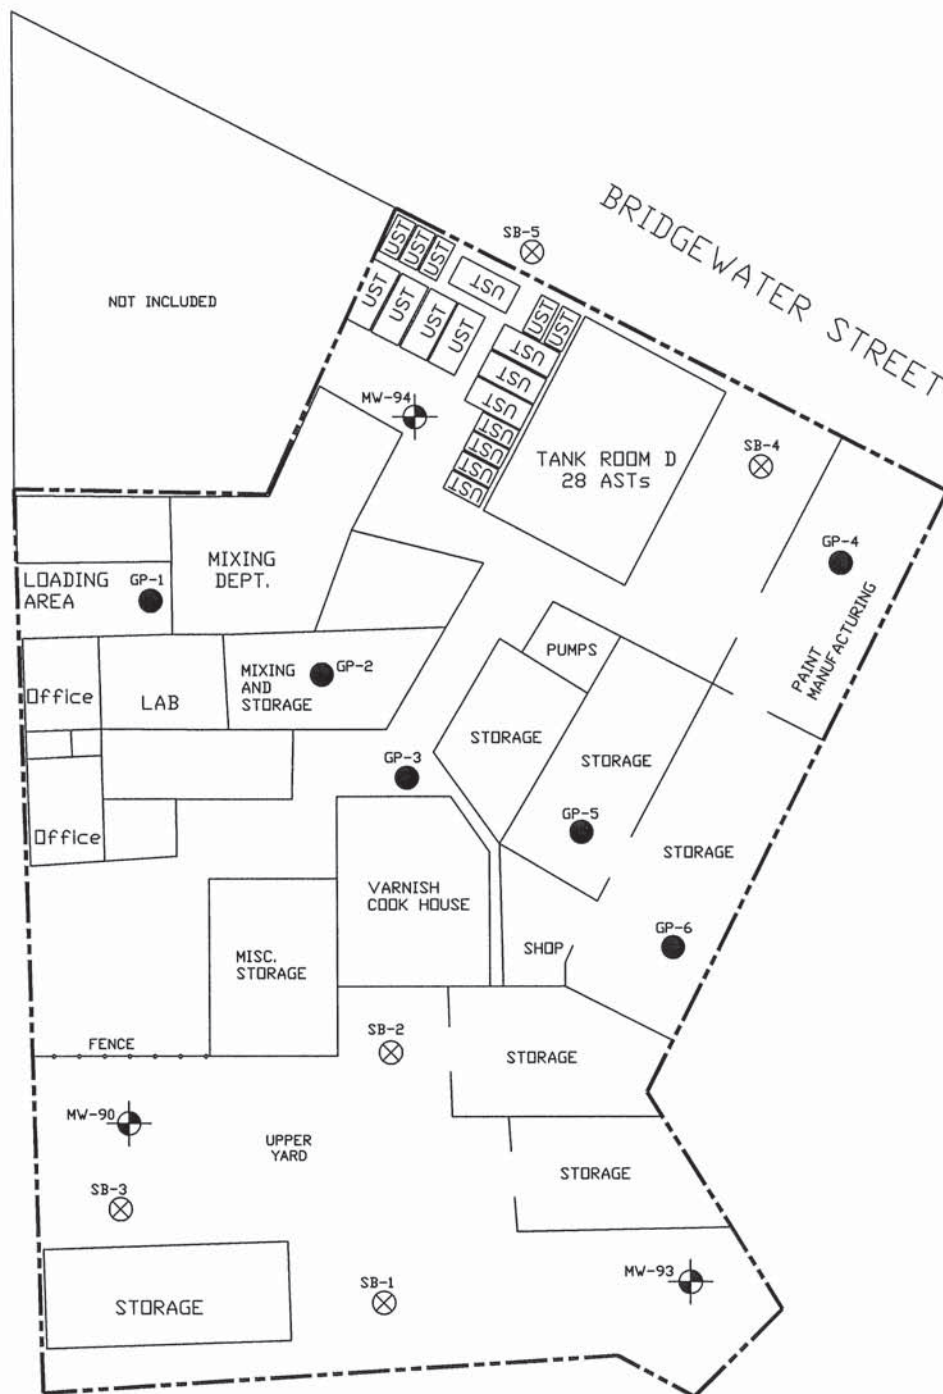 BRIDGEWATER STREET
SB-5
UST
UST
UST
UST
NOT INCLUDED
UST
UST
UST
UST
UST
UST
UST
UST
UST
UST
UST
UST
UST
MW-94
SB-4
TANK ROOM D
28 ASTs
GP-4
MIXING
DEPT.
LOADING
AREA
GP-1
PAINT
MANUFACTURING
PUMPS
GP-2
MIXING
AND
STORAGE
Office
LAB
STORAGE
STORAGE
GP-3
GP-5
Office
STORAGE
VARNISH
COOK HOUSE
GP-6
SHOP
MISC.
STORAGE
SB-2
FENCE
STORAGE
MW-90
UPPER
YARD
STORAGE
SB-3
MW-93
SB-1
STORAGE